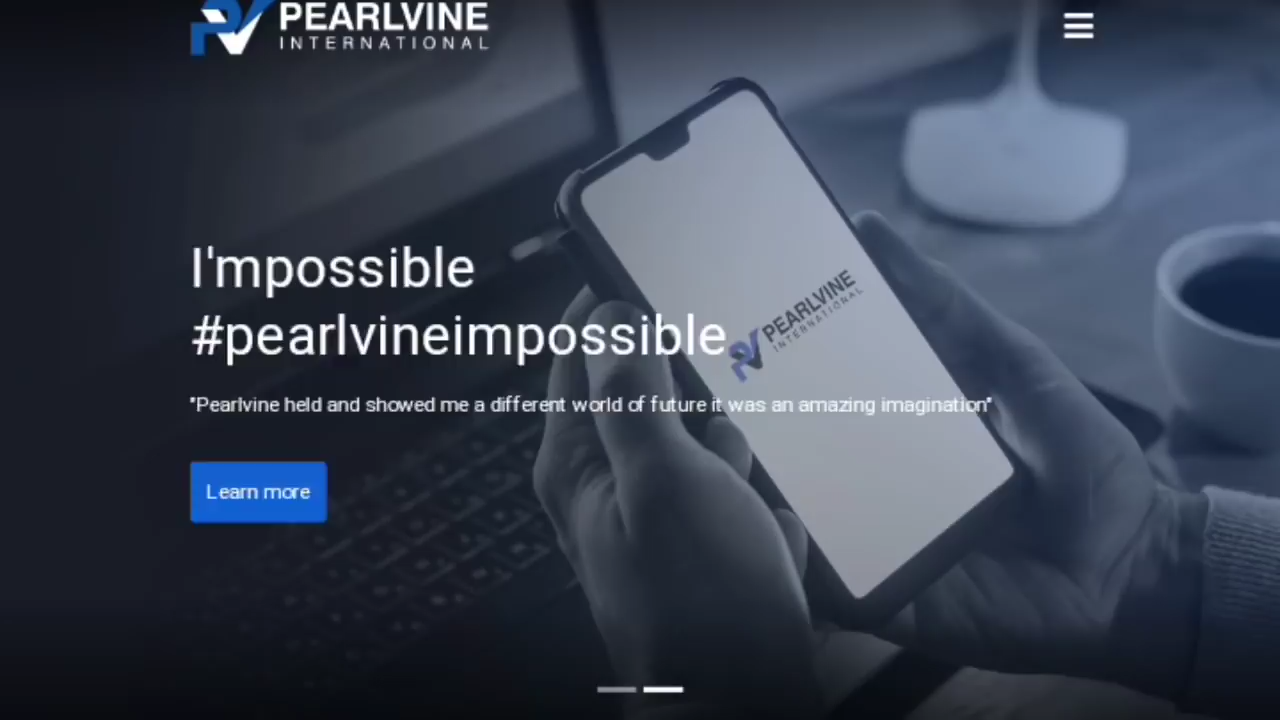 PEARLVINE
INTERNATIONAL
I'mpossible
#pearlvineimpossible
PEARLVINE
INTERNATIONAL
"Pearlvine held and showed me a different world of future it was an amazing imagination"
Learn more